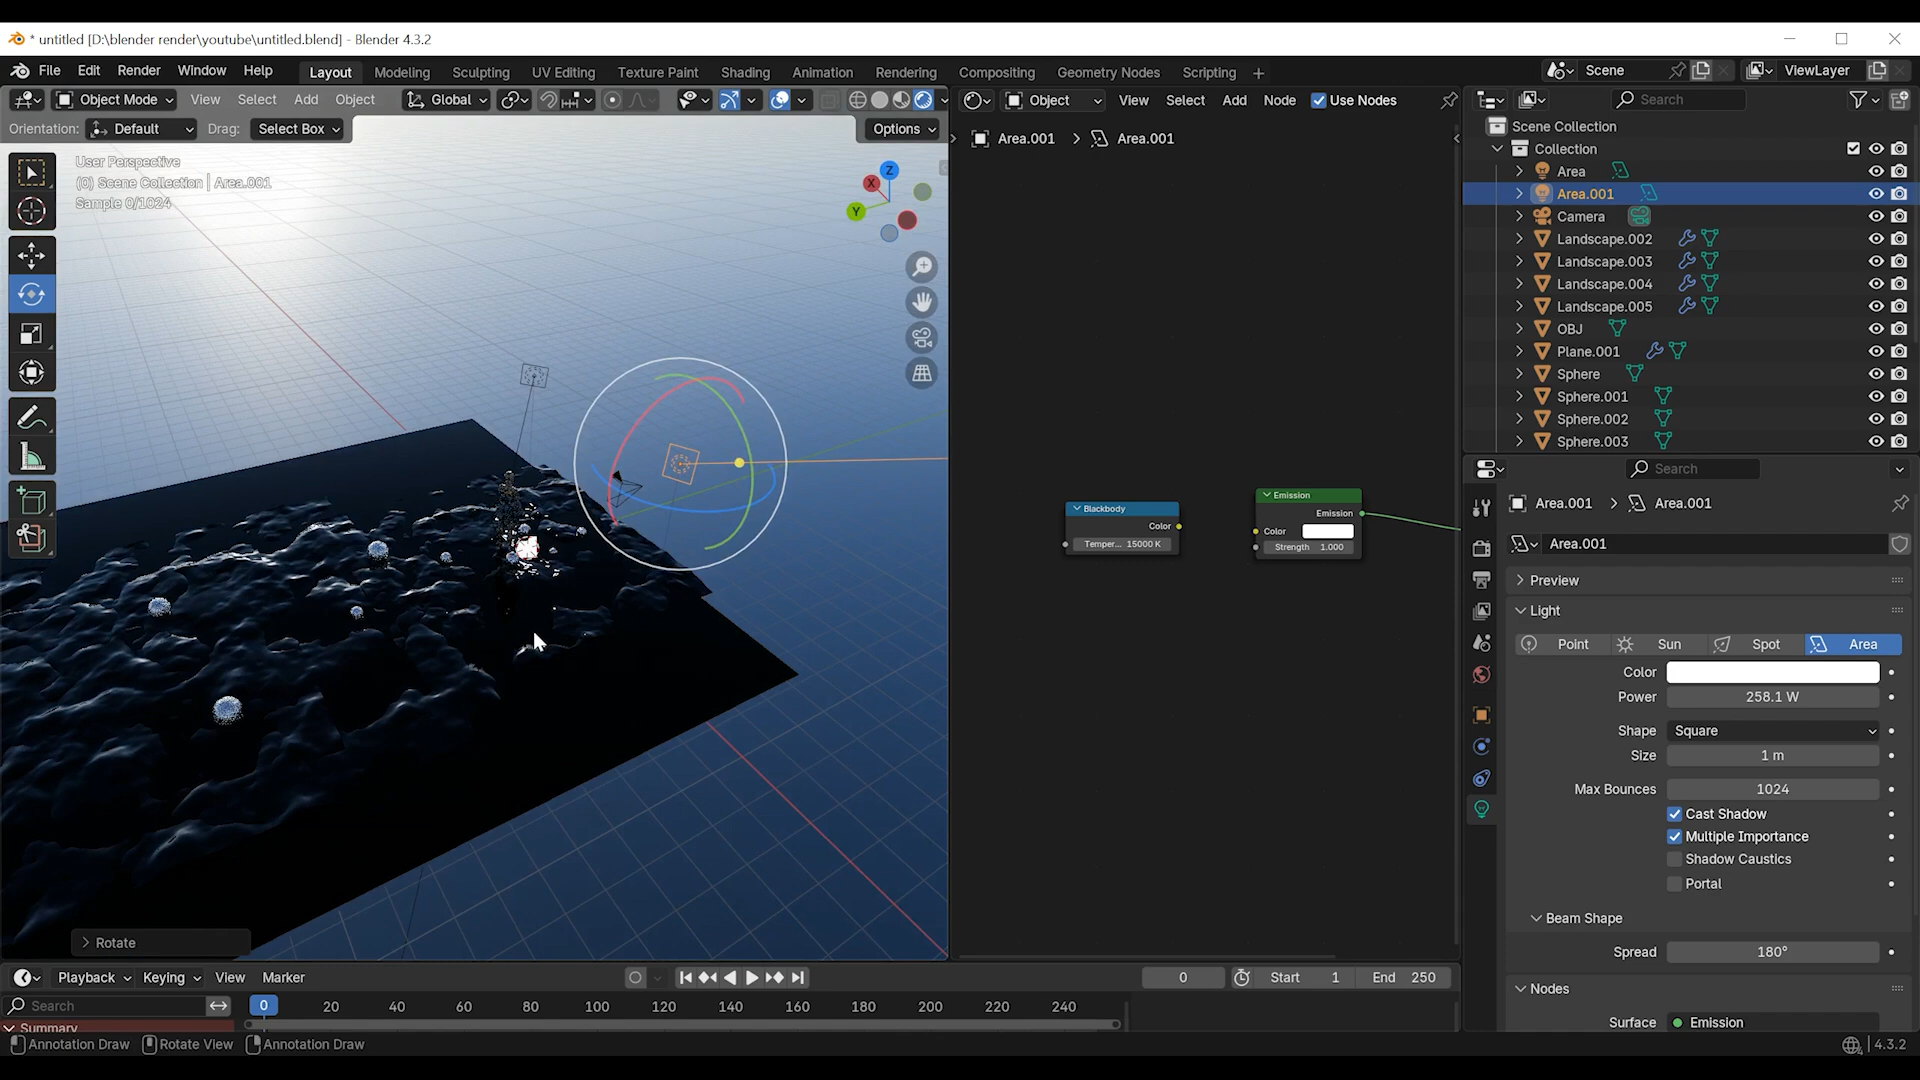 * untitled [D:\blender render\youtube\untitled.blend] - Blender 4.3.2
File Edit Render Window Help Layout Modeling Sculpting UV Editing Texture Paint Shading Animation Rendering Compositing Geometry Nodes Scripting + Scene ViewLayer
Object Mode View Select Add Object Global
Object View Select Add Node Use Nodes
Search
Orientation: Default Drag: Select Box Options
User Perspective
(0) Scene Collection | Area.001
Sample 0/1024
X
Y
Z
Area.001 Area.001
Blackbody
Color
Temper... 15000 K
Emission
Emission
Color
Strength 1.000
Scene Collection
Collection
Area
Area.001
Camera
Landscape.002
Landscape.003
Landscape.004
Landscape.005
OBJ
Plane.001
Sphere
Sphere.001
Sphere.002
Sphere.003
Search
Area.001 Area.001
Area.001
Preview
Light
Point Sun Spot Area
Color
Power 258.1 W
Shape Square
Size 1 m
Max Bounces 1024
Cast Shadow
Multiple Importance
Shadow Caustics
Portal
Beam Shape
Spread 180°
Nodes
Surface Emission
Rotate
Playback Keying View Marker 0 Start 1 End 250
Search 0 20 40 60 80 100 120 140 160 180 200 220 240
Summary
Annotation Draw Rotate View Annotation Draw 4.3.2